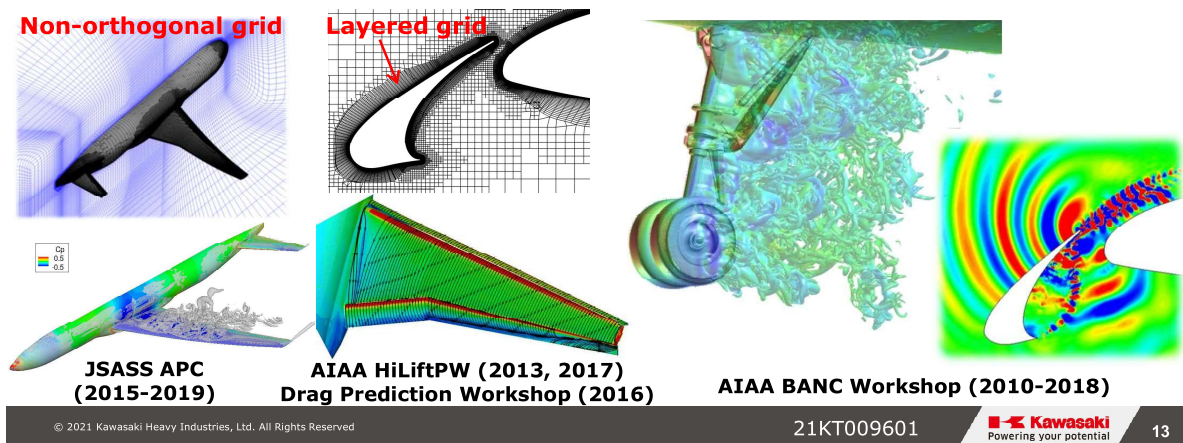 Non-orthogonal grid
Layered grid
Cp
0.5
-0.5
JSASS APC
(2015-2019)
AIAA HiLiftPW (2013, 2017)
Drag Prediction Workshop (2016)
AIAA BANC Workshop (2010-2018)
© 2021 Kawasaki Heavy Industries, Ltd. All Rights Reserved
21KT009601
Kawasaki
Powering your potential
13